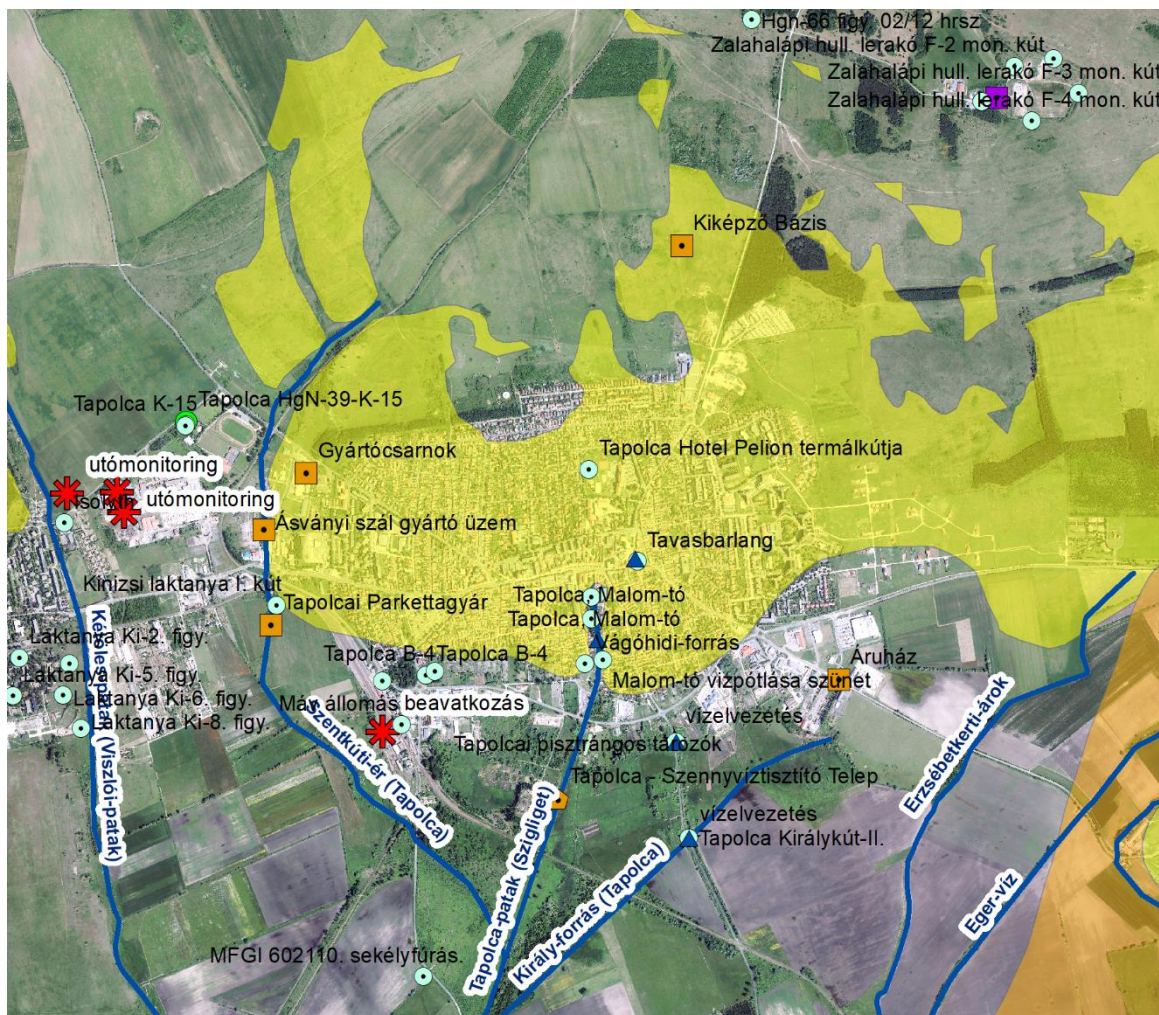 Hgn-66 figy. 02/12 hrsz
Zalahalápi hull. lerakó F-2 mon. kút
Zalahalápi hull. lerakó F-3 mon. kút
Zalahalápi hull. lerakó F-4 mon. kút
Kiképző Bázis
Tapolca K-15
Tapolca HgN-39-K-15
Gyártócsarnok
Tapolca Hotel Pelion termálkútja
utómonitoring
utómonitoring
Ásványi szál gyártó üzem
Tavasbarlang
Kinizsi laktanya I. kút
Tapolcai Parkettagyár
Tapolca, Malom-tó
Tapolca, Malom-tó
Vágóhidi-forrás
Laktanya Ki-2. figy.
Tapolca B-4
Tapolca B-4
Áruház
Laktanya Ki-5. figy.
Malom-tó vizpótlása szünet
Laktanya Ki-6. figy.
Máv állomás
beavatkozás
Laktanya Ki-8. figy.
vízelvezetés
Tapolcai pisztrángos tározók
Tapolca - Szennyvíztisztító Telep
vízelvezetés
Tapolca Királykút-II.
Kétöles-patak (Viszlói-patak)
Szentkúti-ér (Tapolca)
Tapolca-patak (Szigliget)
Király-forrás (Tapolca)
Erzsébetkerti-árok
Eger-víz
MFGI 602110. sekélyfúrás.